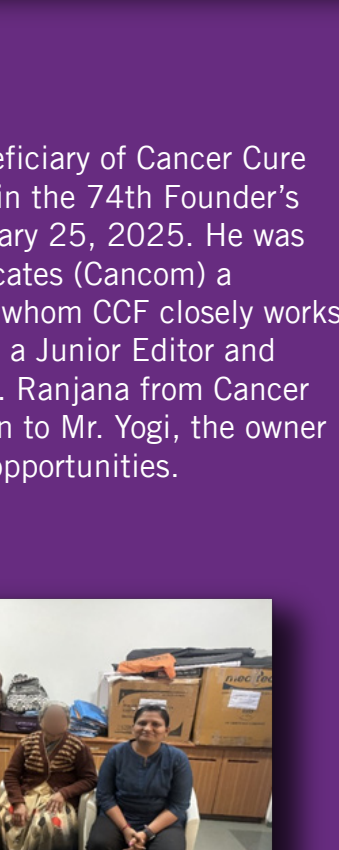 eficiary of Cancer Cure
in the 74th Founder's
ary 25, 2025. He was
cates (Cancom) a
whom CCF closely works
a Junior Editor and
. Ranjana from Cancer
n to Mr. Yogi, the owner
opportunities.